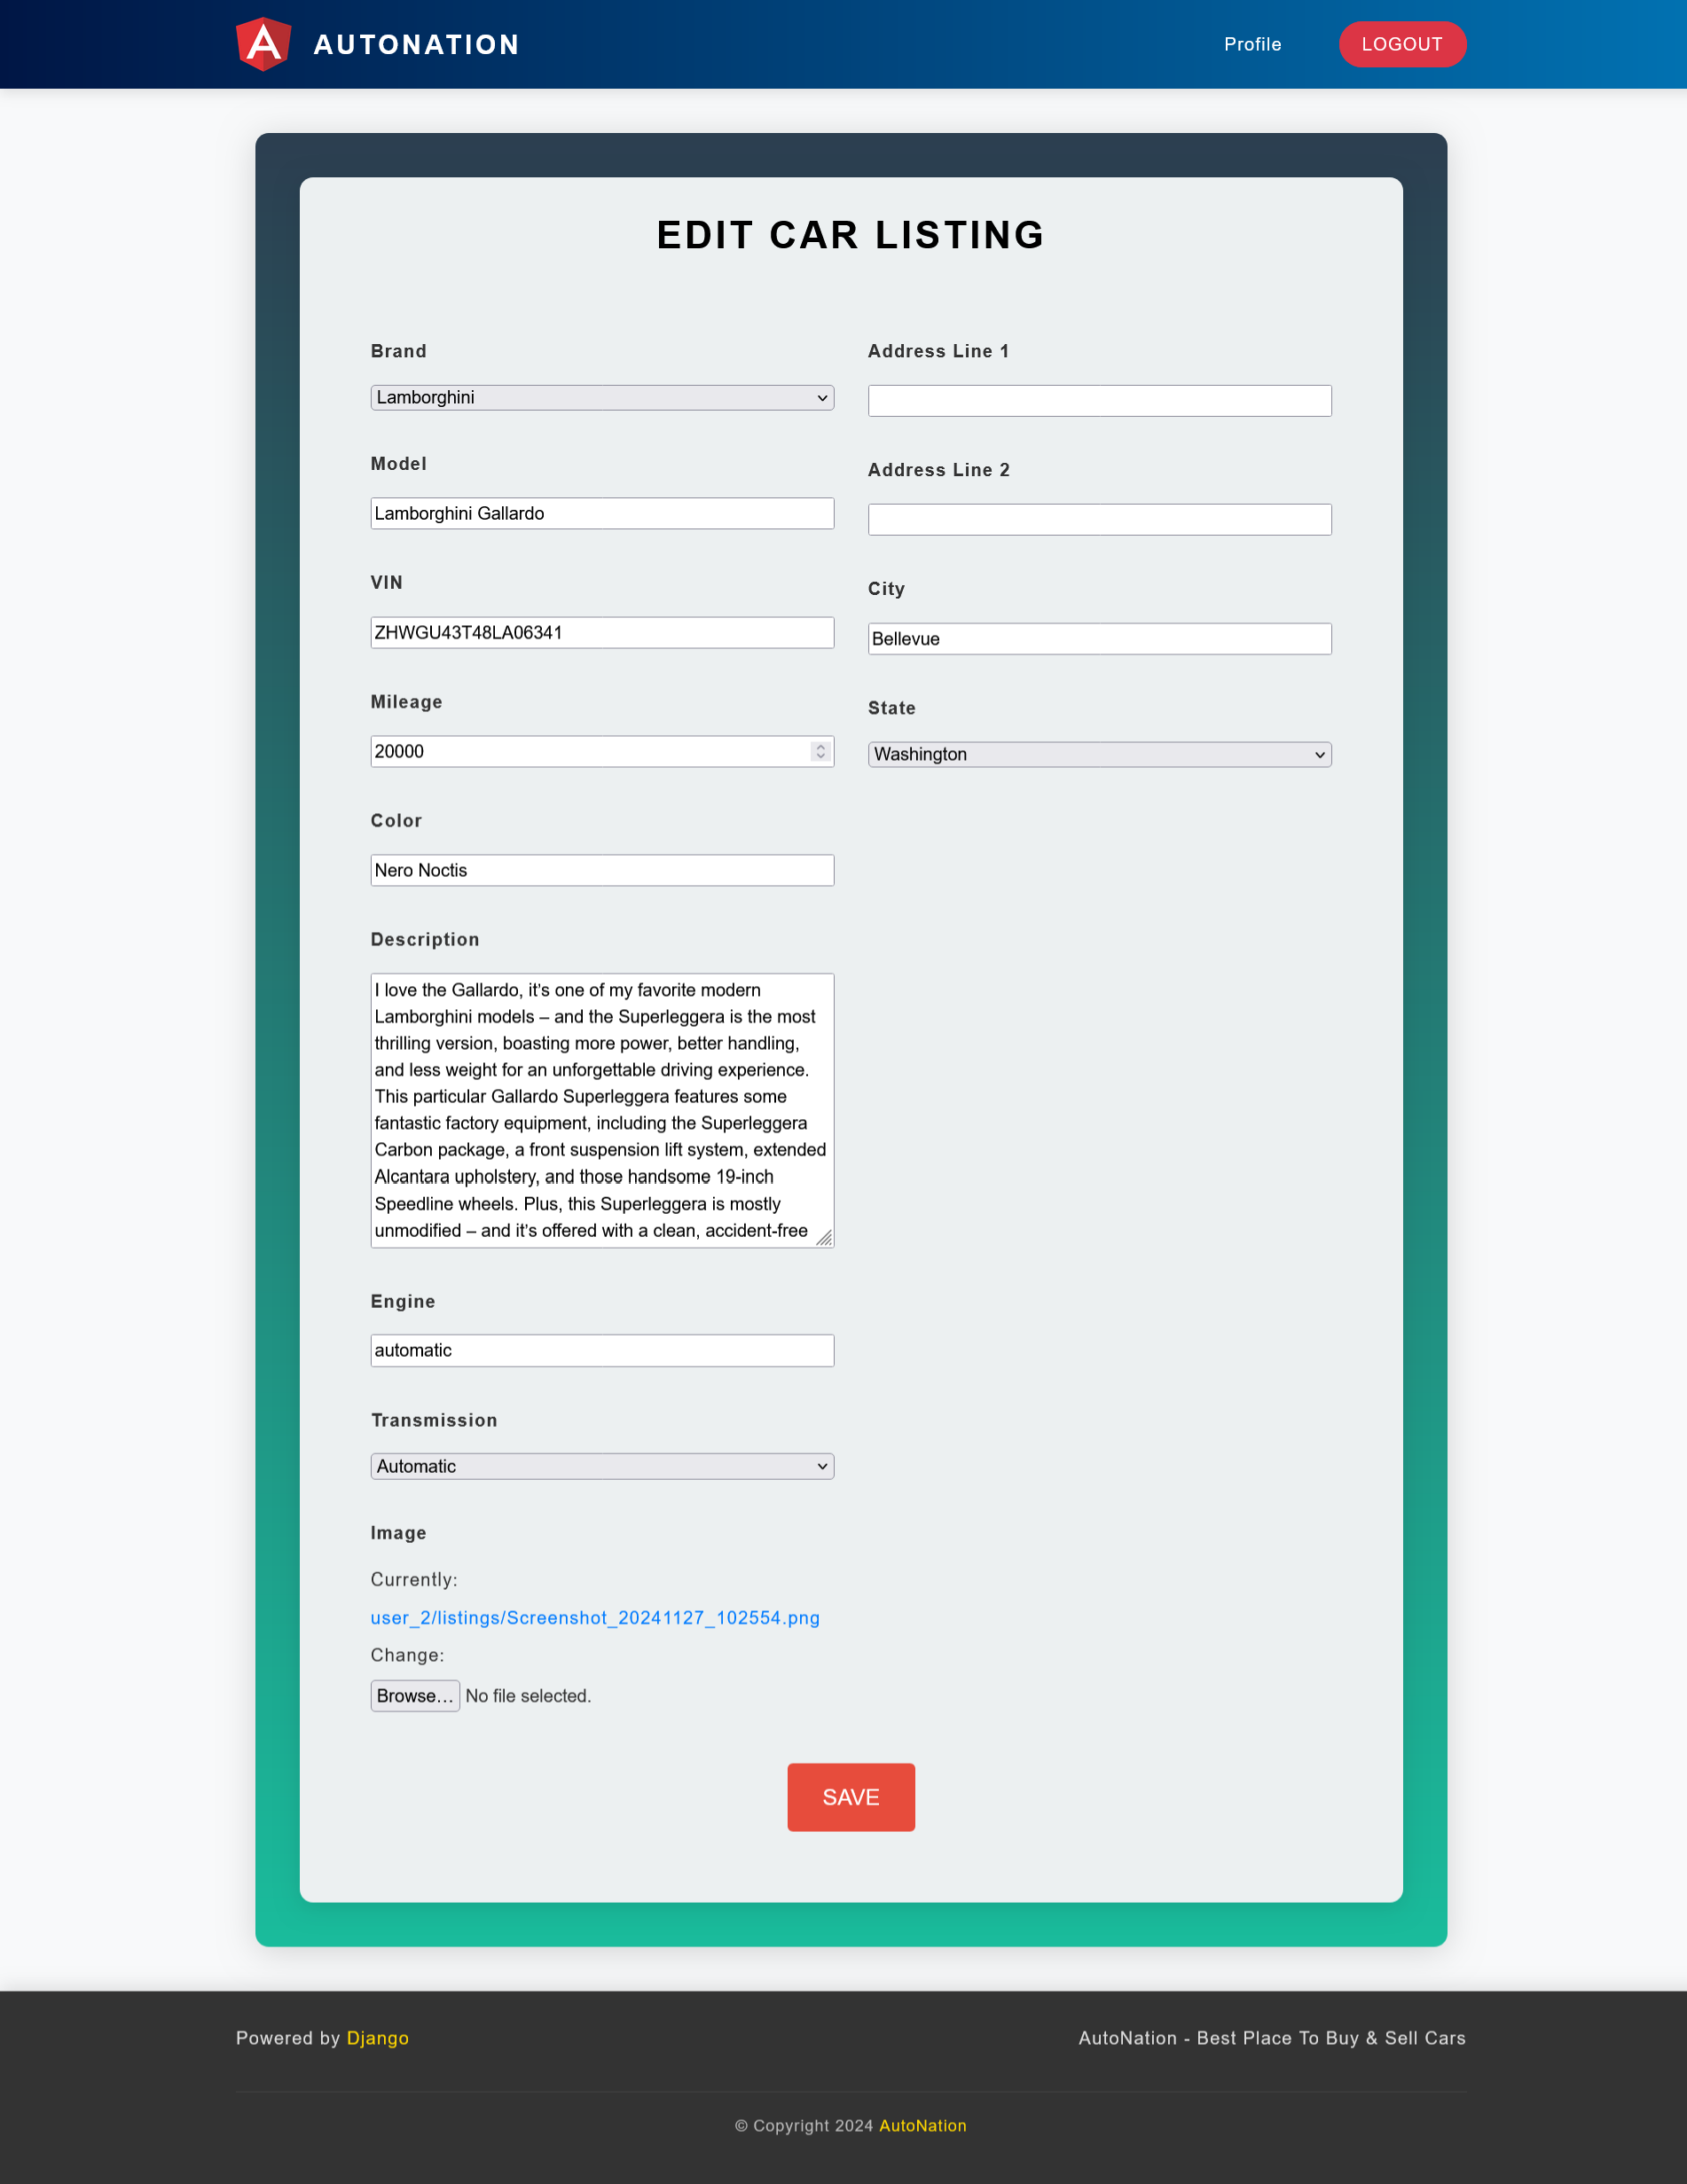 AUTONATION
Profile
LOGOUT
EDIT CAR LISTING
Brand
Lamborghini
Model
Lamborghini Gallardo
VIN
ZHWGU43T48LA06341
Mileage
20000
Color
Nero Noctis
Description
I love the Gallardo, it’s one of my favorite modern
Lamborghini models – and the Superleggera is the most
thrilling version, boasting more power, better handling,
and less weight for an unforgettable driving experience.
This particular Gallardo Superleggera features some
fantastic factory equipment, including the Superleggera
Carbon package, a front suspension lift system, extended
Alcantara upholstery, and those handsome 19-inch
Speedline wheels. Plus, this Superleggera is mostly
unmodified – and it’s offered with a clean, accident-free
Engine
automatic
Transmission
Automatic
Image
Currently:
user_2/listings/Screenshot_20241127_102554.png
Change:
Browse… No file selected.
Address Line 1
Address Line 2
City
Bellevue
State
Washington
SAVE
Powered by Django
AutoNation - Best Place To Buy & Sell Cars
© Copyright 2024 AutoNation